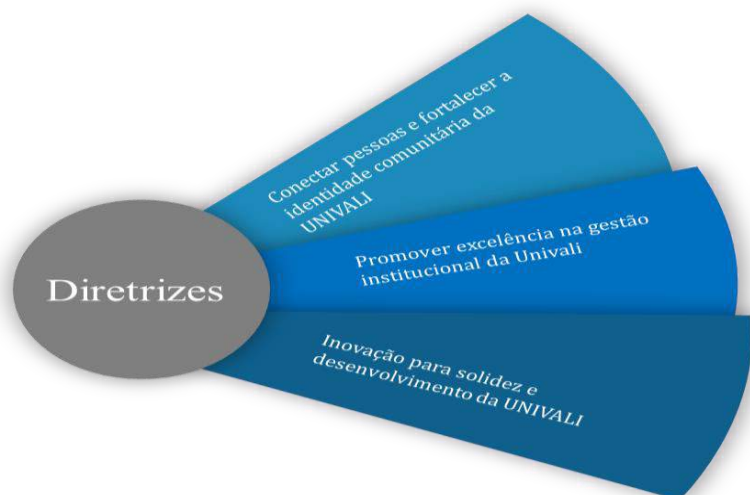 Conectar pessoas e fortalecer a
identidade comunitária da
UNIVALI
Promover excelência na gestão
institucional da Univali
Diretrizes
Inovação para solidez e
desenvolvimento da UNIVALI